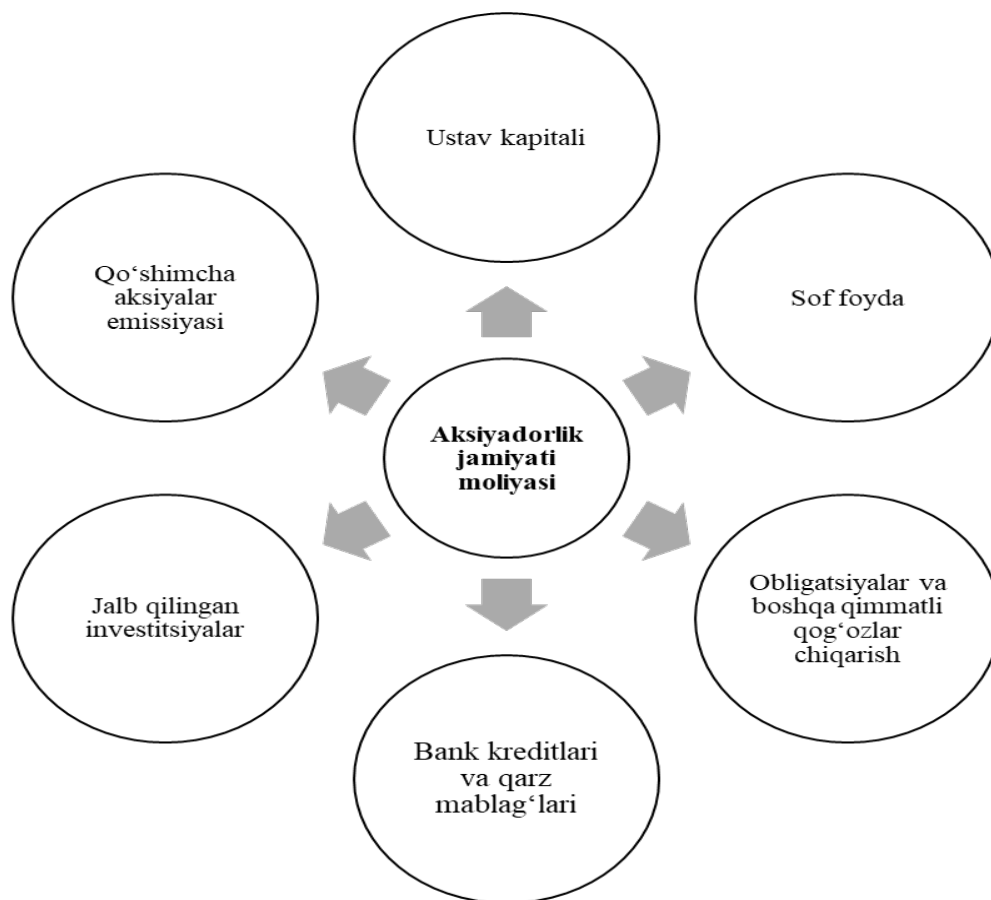 Ustav kapitali
Qo‘shimcha
aksiyalar
emissiyasi
Sof foyda
Aksiyadorlik
jamiyati
moliyasi
Jalb qilingan
investitsiyalar
Obligatsiyalar va
boshqa qimmatli
qog‘ozlar
chiqarish
Bank kreditlari
va qarz
mablag‘lari